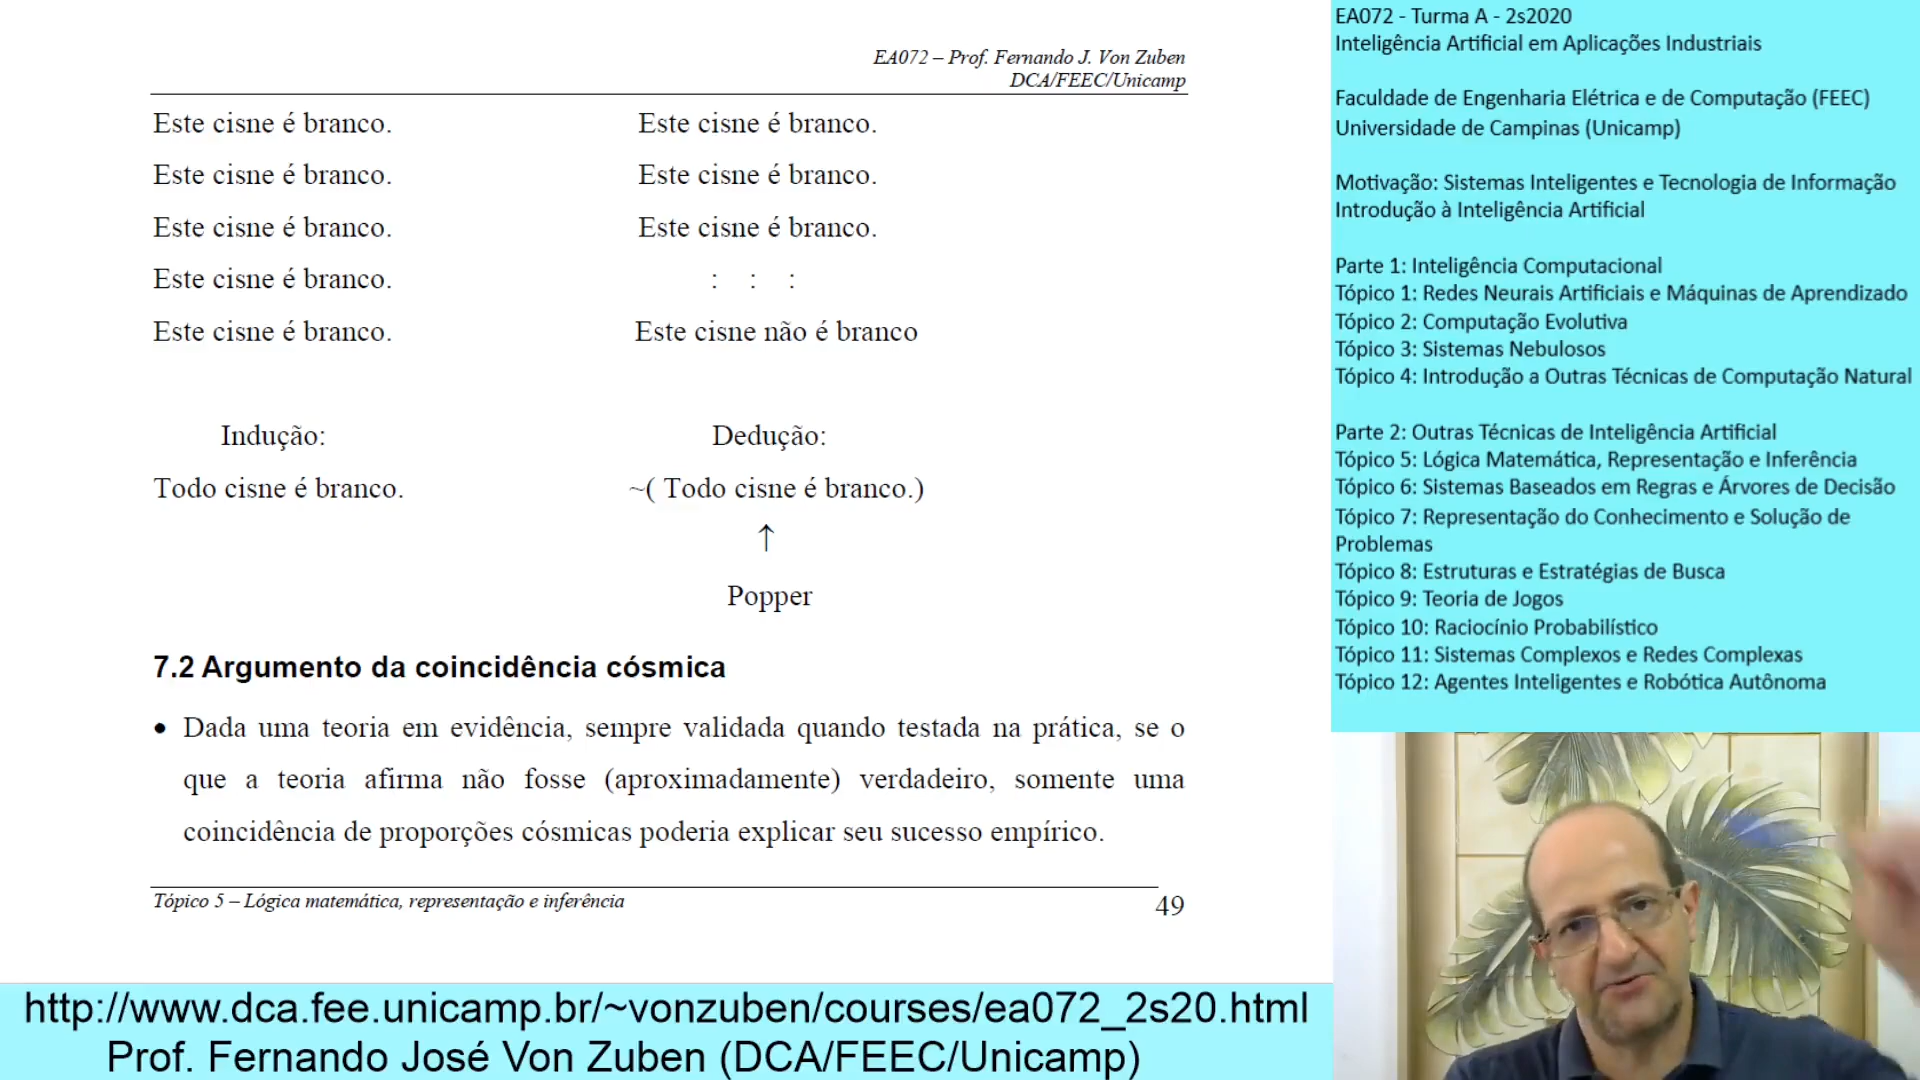 EA072 – Prof. Fernando J. Von Zuben
DCA/FEEC/Unicamp
Este cisne é branco. Este cisne é branco.
Este cisne é branco. Este cisne é branco.
Este cisne é branco. Este cisne é branco.
Este cisne é branco. : : :
Este cisne é branco. Este cisne não é branco
Indução: Dedução:
Todo cisne é branco. ~( Todo cisne é branco.)
↑
Popper
7.2 Argumento da coincidência cósmica
• Dada uma teoria em evidência, sempre validada quando testada na prática, se o
que a teoria afirma não fosse (aproximadamente) verdadeiro, somente uma
coincidência de proporções cósmicas poderia explicar seu sucesso empírico.
Tópico 5 – Lógica matemática, representação e inferência 49
EA072 - Turma A - 2s2020
Inteligência Artificial em Aplicações Industriais
Faculdade de Engenharia Elétrica e de Computação (FEEC)
Universidade de Campinas (Unicamp)
Motivação: Sistemas Inteligentes e Tecnologia de Informação
Introdução à Inteligência Artificial
Parte 1: Inteligência Computacional
Tópico 1: Redes Neurais Artificiais e Máquinas de Aprendizado
Tópico 2: Computação Evolutiva
Tópico 3: Sistemas Nebulosos
Tópico 4: Introdução a Outras Técnicas de Computação Natural
Parte 2: Outras Técnicas de Inteligência Artificial
Tópico 5: Lógica Matemática, Representação e Inferência
Tópico 6: Sistemas Baseados em Regras e Árvores de Decisão
Tópico 7: Representação do Conhecimento e Solução de
Problemas
Tópico 8: Estruturas e Estratégias de Busca
Tópico 9: Teoria de Jogos
Tópico 10: Raciocínio Probabilístico
Tópico 11: Sistemas Complexos e Redes Complexas
Tópico 12: Agentes Inteligentes e Robótica Autônoma
http://www.dca.fee.unicamp.br/~vonzuben/courses/ea072_2s20.html
Prof. Fernando José Von Zuben (DCA/FEEC/Unicamp)